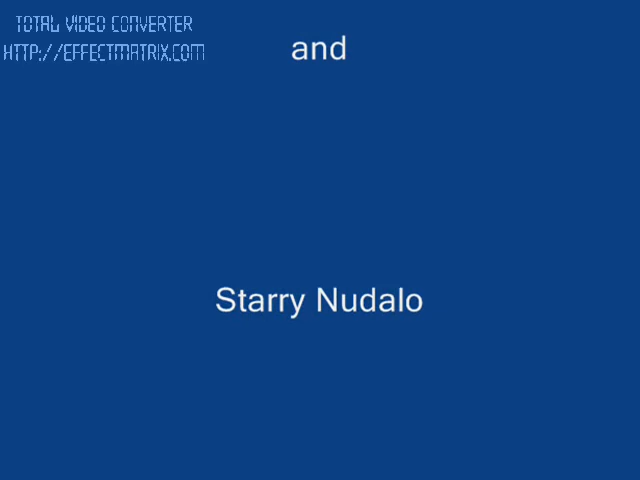 TOTAL VIDEO CONVERTER
HTTP://EFFECTMATRIX.COM
and
Starry Nudalo